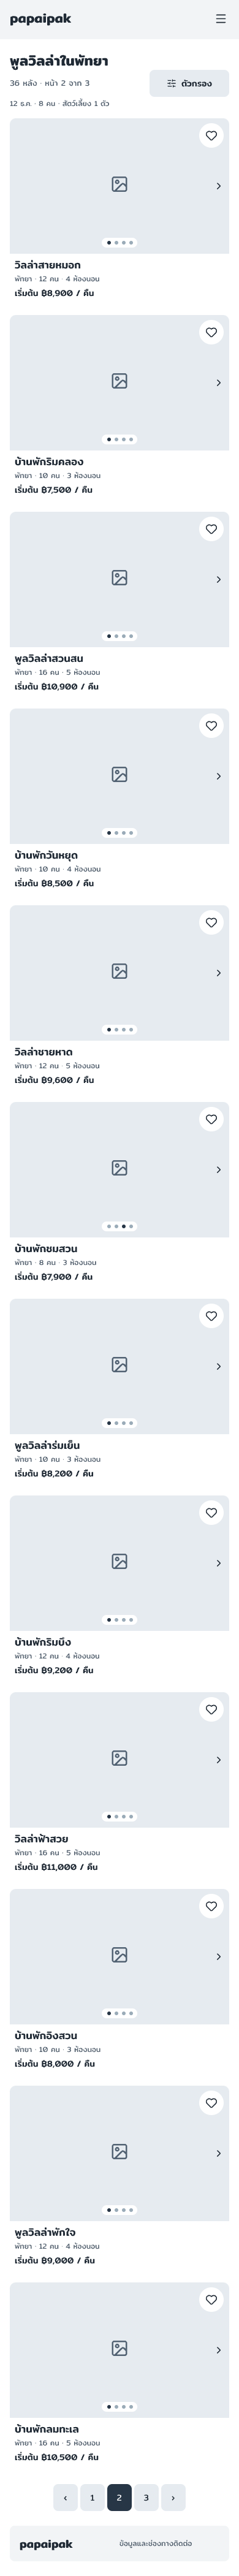 papaipak
พูลวิลล่าในพัทยา
36 หลัง · หน้า 2 จาก 3
ตัวกรอง
12 ธ.ค. · 8 คน · สัตว์เลี้ยง 1 ตัว
วิลล่าสายหมอก
พัทยา · 12 คน · 4 ห้องนอน
เริ่มต้น ฿8,900 / คืน
บ้านพักริมคลอง
พัทยา · 10 คน · 3 ห้องนอน
เริ่มต้น ฿7,500 / คืน
พูลวิลล่าสวนสน
พัทยา · 16 คน · 5 ห้องนอน
เริ่มต้น ฿10,900 / คืน
บ้านพักวันหยุด
พัทยา · 10 คน · 4 ห้องนอน
เริ่มต้น ฿8,500 / คืน
วิลล่าชายหาด
พัทยา · 12 คน · 5 ห้องนอน
เริ่มต้น ฿9,600 / คืน
บ้านพักชมสวน
พัทยา · 8 คน · 3 ห้องนอน
เริ่มต้น ฿7,900 / คืน
พูลวิลล่าร่มเย็น
พัทยา · 10 คน · 3 ห้องนอน
เริ่มต้น ฿8,200 / คืน
บ้านพักริมบึง
พัทยา · 12 คน · 4 ห้องนอน
เริ่มต้น ฿9,200 / คืน
วิลล่าฟ้าสวย
พัทยา · 16 คน · 5 ห้องนอน
เริ่มต้น ฿11,000 / คืน
บ้านพักอิงสวน
พัทยา · 10 คน · 3 ห้องนอน
เริ่มต้น ฿8,000 / คืน
พูลวิลล่าพักใจ
พัทยา · 12 คน · 4 ห้องนอน
เริ่มต้น ฿9,000 / คืน
บ้านพักลมทะเล
พัทยา · 16 คน · 5 ห้องนอน
เริ่มต้น ฿10,500 / คืน
‹ 1 2 3 ›
papaipak
ข้อมูลและช่องทางติดต่อ